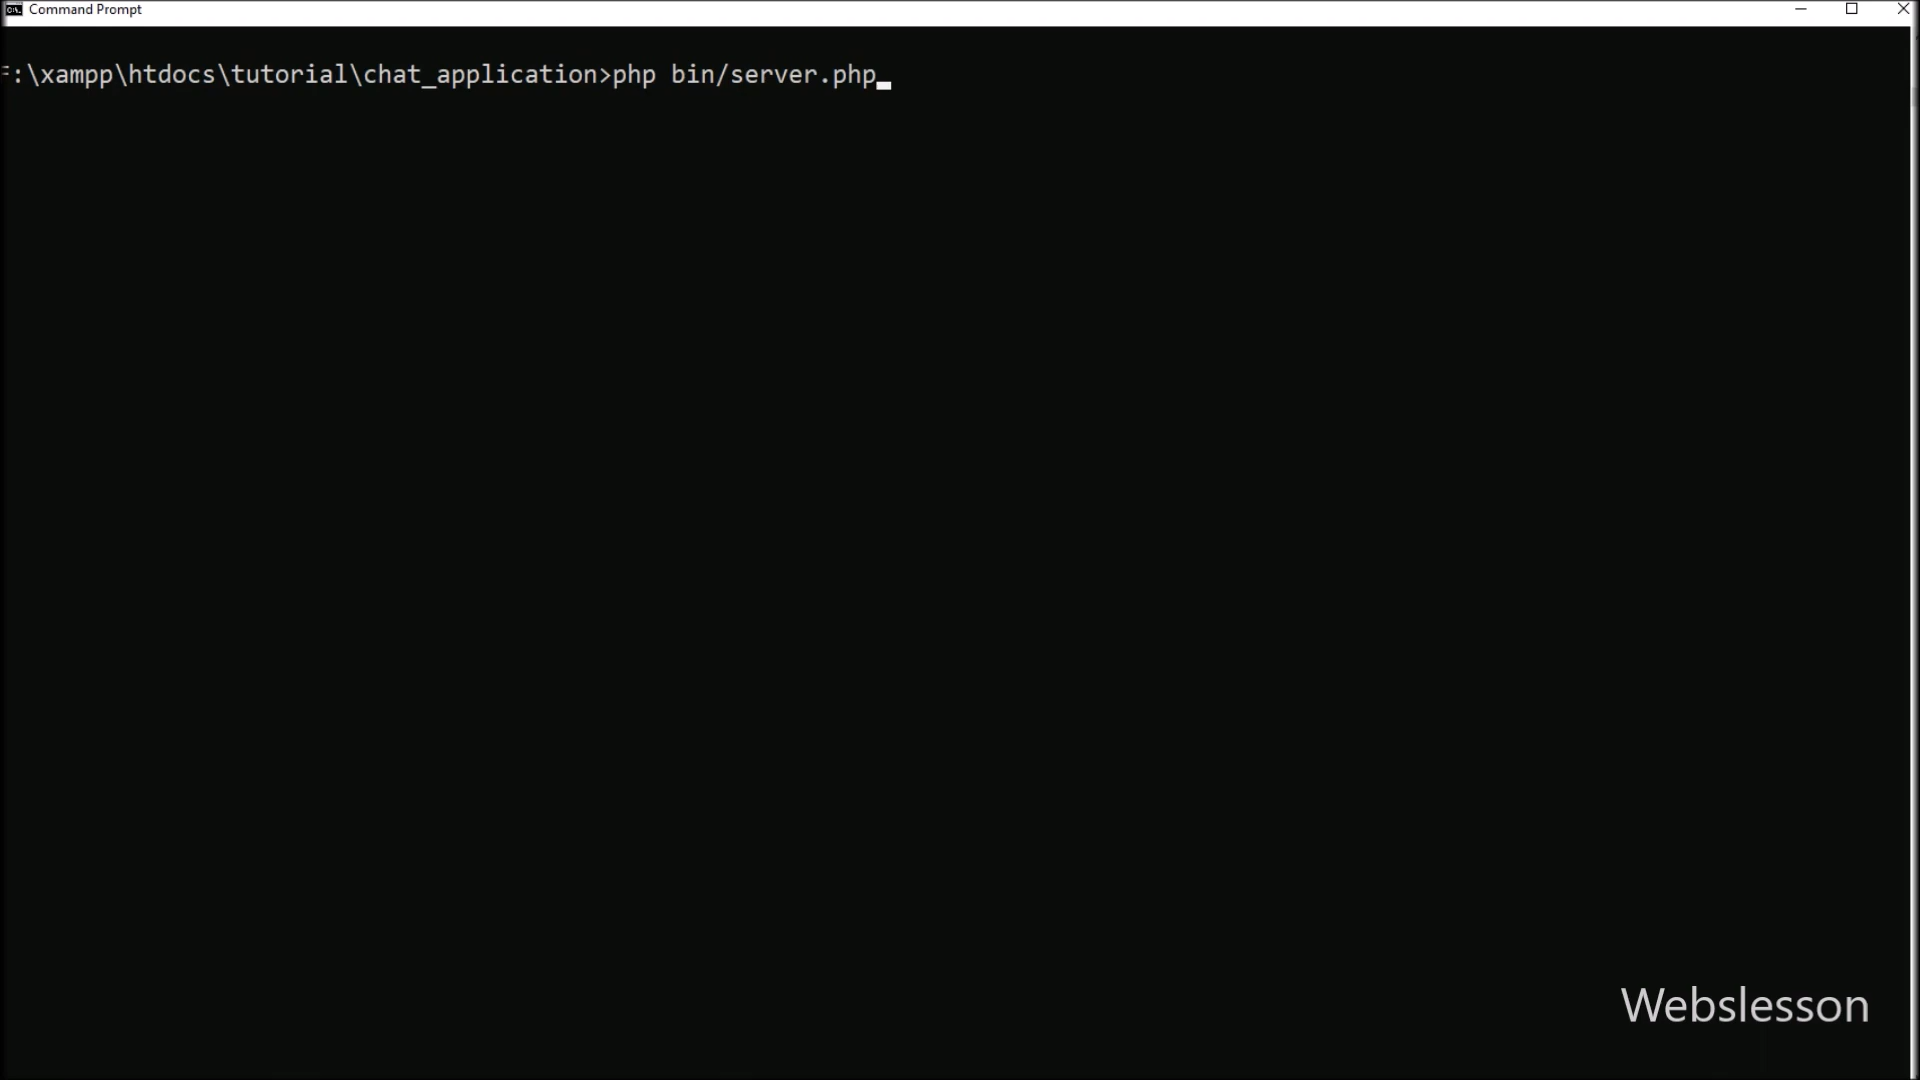 Command Prompt
F:\xampp\htdocs\tutorial\chat_application>php bin/server.php
Webslesson